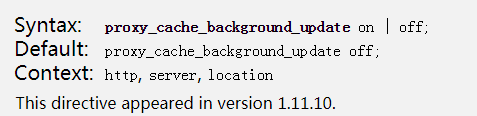 Syntax: proxy_cache_background_update on | off;
Default: proxy_cache_background_update off;
Context: http, server, location
This directive appeared in version 1.11.10.